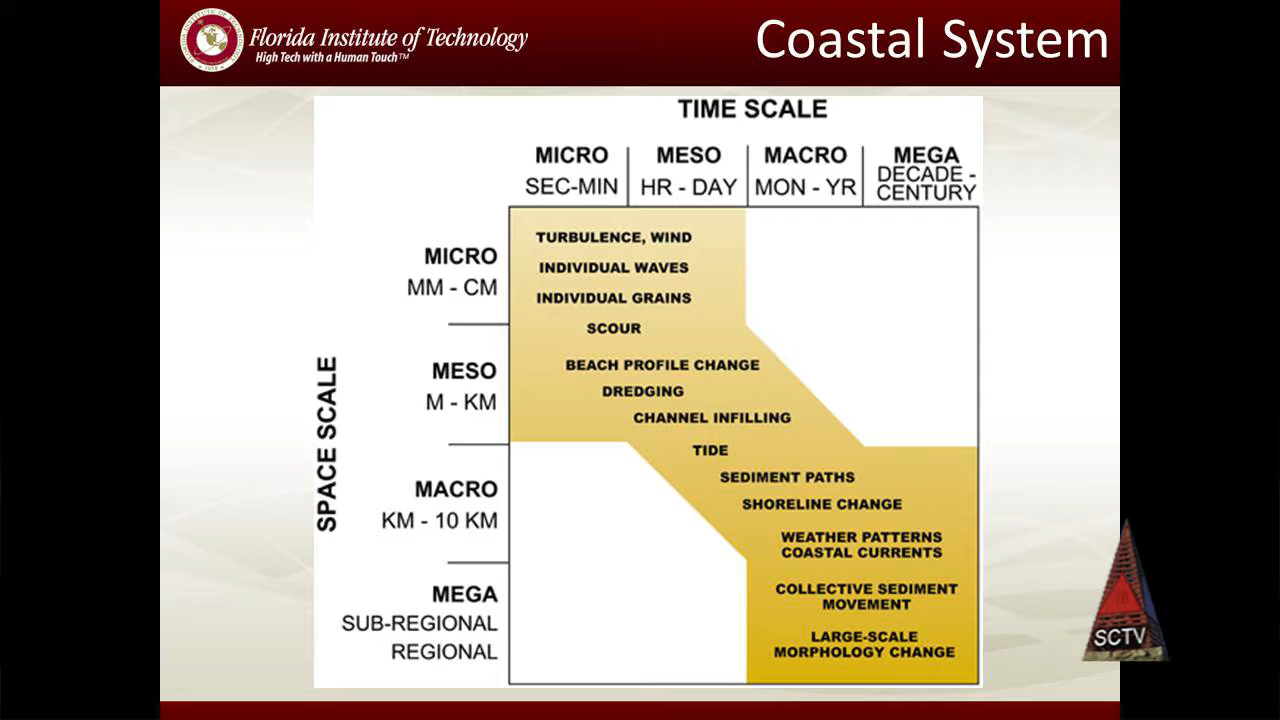 Florida Institute of Technology
High Tech with a Human Touch™
Coastal System
TIME SCALE
MICRO
SEC-MIN
MESO
HR - DAY
MACRO
MON - YR
MEGA
DECADE -
CENTURY
SPACE SCALE
MICRO
MM - CM
MESO
M - KM
MACRO
KM - 10 KM
MEGA
SUB-REGIONAL
REGIONAL
TURBULENCE, WIND
INDIVIDUAL WAVES
INDIVIDUAL GRAINS
SCOUR
BEACH PROFILE CHANGE
DREDGING
CHANNEL INFILLING
TIDE
SEDIMENT PATHS
SHORELINE CHANGE
WEATHER PATTERNS
COASTAL CURRENTS
COLLECTIVE SEDIMENT
MOVEMENT
LARGE-SCALE
MORPHOLOGY CHANGE
SCTV